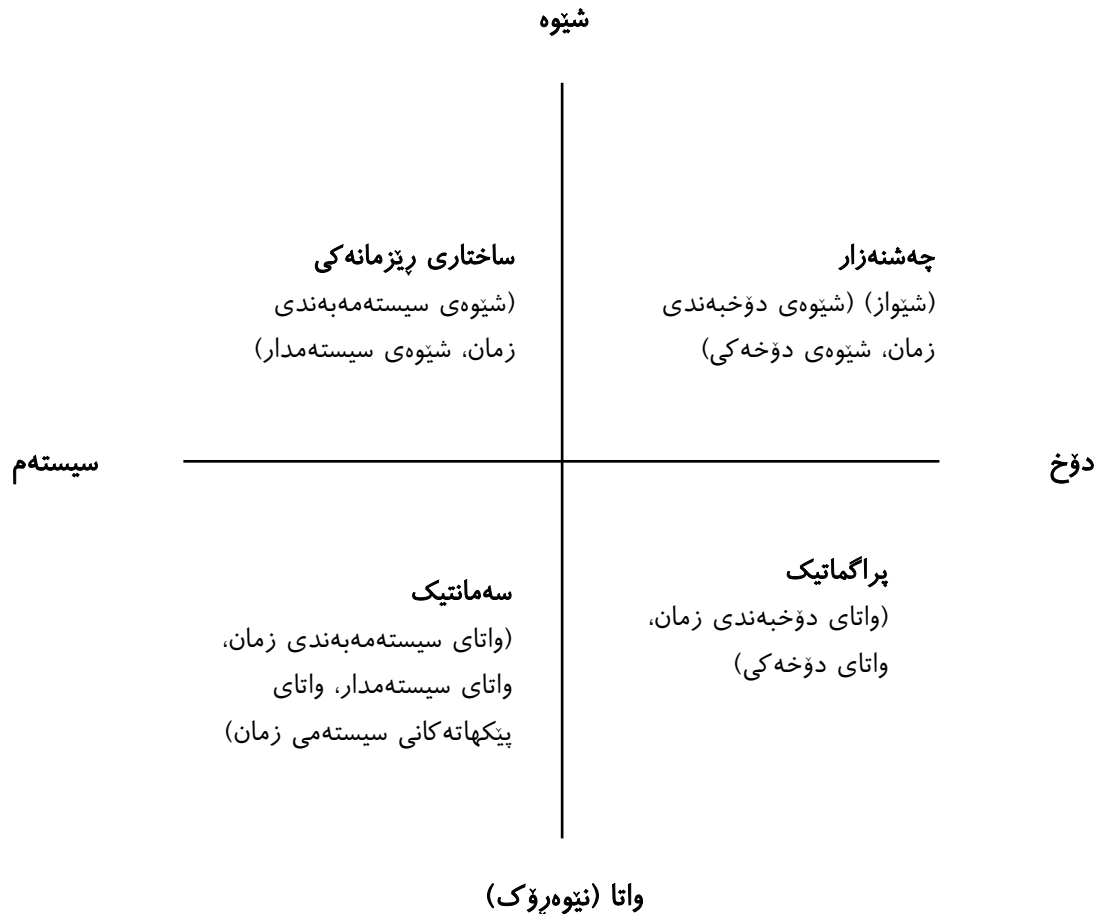 شێوە
چەشنەزار
(شێواز) (شێوەی دۆخبەندی
زمان، شێوەی دۆخەکی)
ساختاری ڕێزمانەکی
(شێوەی سیستەمەبەندی
زمان، شێوەی سیستەمدار)
دۆخ
سیستەم
پراگماتیک
(واتای دۆخبەندی زمان،
واتای دۆخەکی)
سەمانتیک
(واتای سیستەمەبەندی زمان،
واتای سیستەمدار، واتای
پێکهاتەکانی سیستەمی زمان)
واتا (نێوەڕۆک)